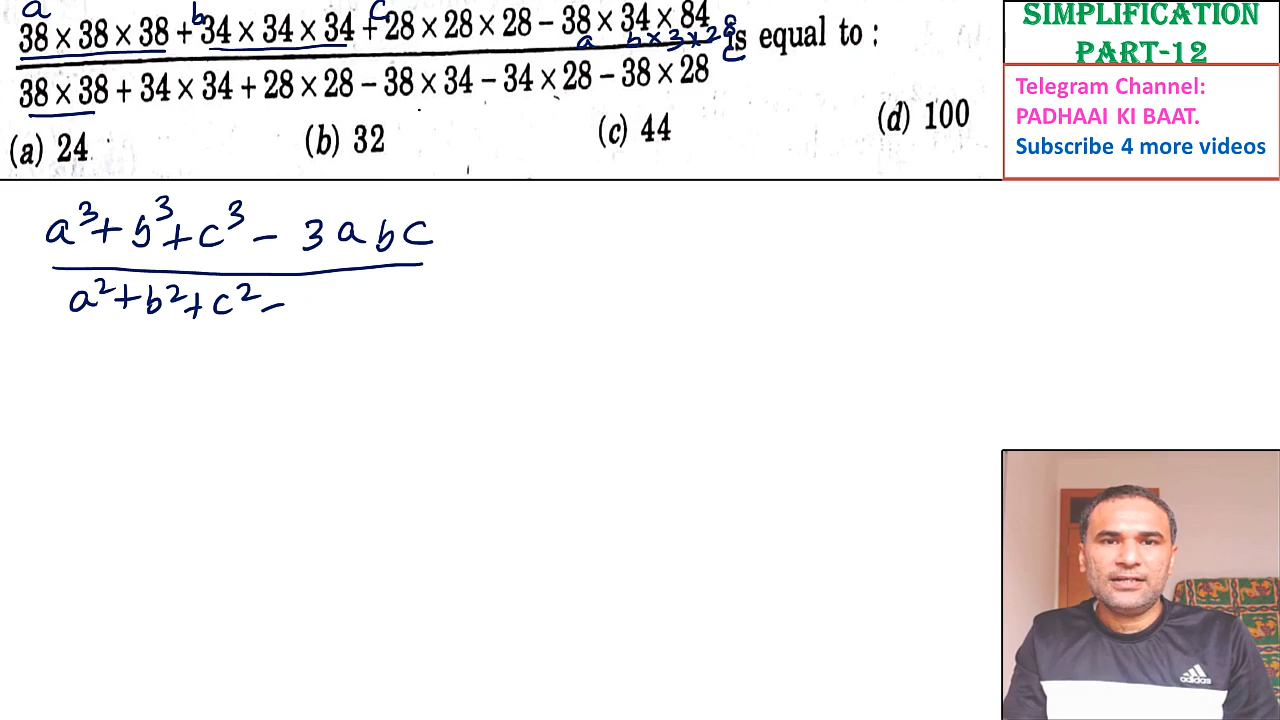 a b c
38 × 38 × 38 + 34 × 34 × 34 + 28 × 28 × 28 – 38 × 34 × 84
a b × 3 × 28 is equal to :
c
38 × 38 + 34 × 34 + 28 × 28 – 38 × 34 – 34 × 28 – 38 × 28
(a) 24 (b) 32 (c) 44 (d) 100
SIMPLIFICATION
PART-12
Telegram Channel:
PADHAAI KI BAAT.
Subscribe 4 more videos
a³ + b³ + c³ – 3 a b c
a² + b² + c² –
adidas